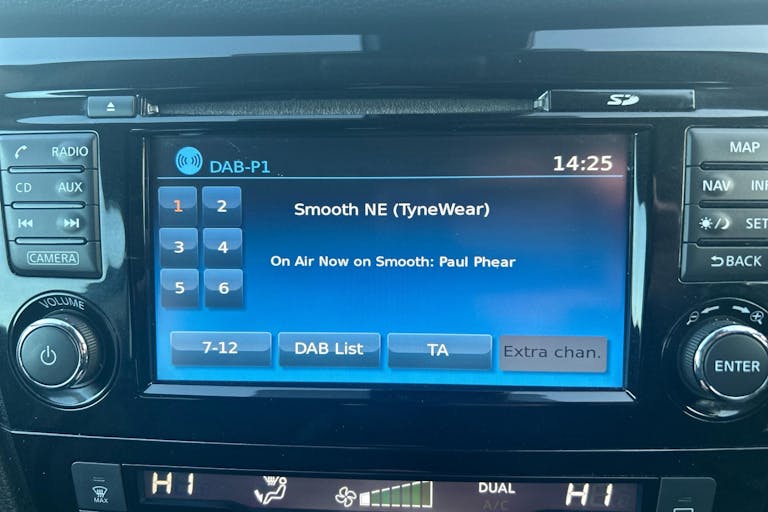 SD
RADIO
CD AUX
CAMERA
VOLUME
DAB-P1 14:25
1 2
Smooth NE (TyneWear)
3 4
On Air Now on Smooth: Paul Phear
5 6
7-12 DAB List TA Extra chan.
MAP
NAV INF
SET
BACK
ENTER
MAX
HI DUAL HI
A/C